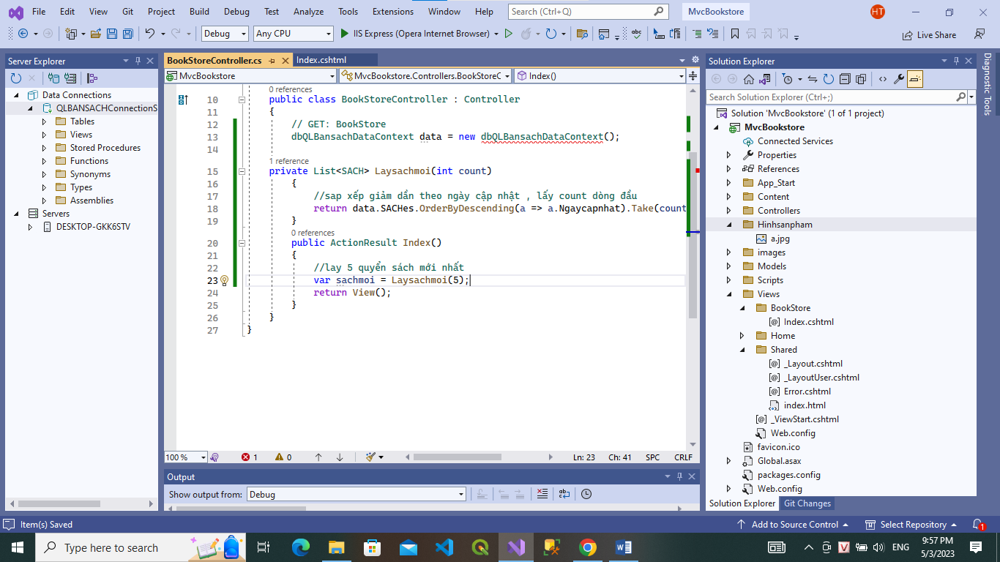 File Edit View Git Project Build Debug Test Analyze Tools Extensions Window Help Search (Ctrl+Q) MvcBookstore HT
Debug Any CPU IIS Express (Opera Internet Browser) Live Share
Server Explorer
Data Connections
QLBANSACHConnectionS
Tables
Views
Stored Procedures
Functions
Synonyms
Types
Assemblies
Servers
DESKTOP-GKK6STV
BookStoreController.cs Index.cshtml
MvcBookstore MvcBookstore.Controllers.BookStoreC Index()
0 references
10 public class BookStoreController : Controller
11 {
12 // GET: BookStore
13 dbQLBansachDataContext data = new dbQLBansachDataContext();
14
1 reference
15 private List<SACH> Laysachmoi(int count)
16 {
17 //sap xếp giảm dần theo ngày cập nhật , lấy count dòng đầu
18 return data.SACHes.OrderByDescending(a => a.Ngaycapnhat).Take(count
19 }
0 references
20 public ActionResult Index()
21 {
22 //lay 5 quyển sách mới nhất
23 var sachmoi = Laysachmoi(5);
24 return View();
25 }
26 }
27 }
100 % 1 0 Ln: 23 Ch: 41 SPC CRLF
Output
Show output from: Debug
Solution Explorer
Search Solution Explorer (Ctrl+;)
Solution 'MvcBookstore' (1 of 1 project)
MvcBookstore
Connected Services
Properties
References
App_Start
Content
Controllers
Hinhsanpham
a.jpg
images
Models
Scripts
Views
BookStore
Index.cshtml
Home
Shared
_Layout.cshtml
_LayoutUser.cshtml
Error.cshtml
index.html
_ViewStart.cshtml
Web.config
favicon.ico
Global.asax
packages.config
Web.config
Solution Explorer Git Changes
Diagnostic Tools
Item(s) Saved Add to Source Control Select Repository 1
Type here to search V ENG 9:57 PM
5/3/2023